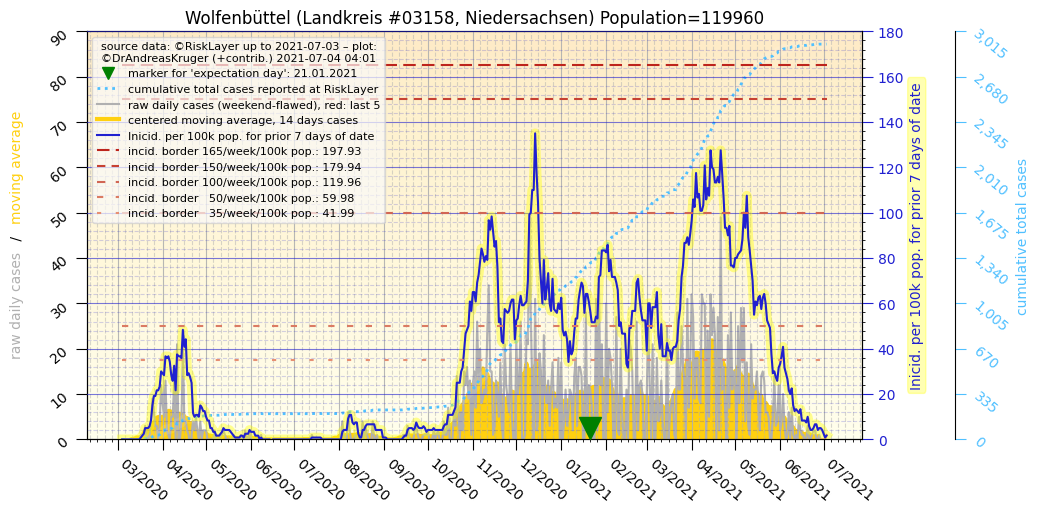 Wolfenbüttel (Landkreis #03158, Niedersachsen) Population=119960
source data: ©RiskLayer up to 2021-07-03 – plot:
©DrAndreasKruger (+contrib.) 2021-07-04 04:01
marker for 'expectation day': 21.01.2021
cumulative total cases reported at RiskLayer
raw daily cases (weekend-flawed), red: last 5
centered moving average, 14 days cases
Inicid. per 100k pop. for prior 7 days of date
incid. border 165/week/100k pop.: 197.93
incid. border 150/week/100k pop.: 179.94
incid. border 100/week/100k pop.: 119.96
incid. border   50/week/100k pop.: 59.98
incid. border   35/week/100k pop.: 41.99
raw daily cases  /  moving average
90
80
70
60
50
40
30
20
10
0
03/2020
04/2020
05/2020
06/2020
07/2020
08/2020
09/2020
10/2020
11/2020
12/2020
01/2021
02/2021
03/2021
04/2021
05/2021
06/2021
07/2021
180
160
140
120
100
80
60
40
20
0
Inicid. per 100k pop. for prior 7 days of date
3,015
2,680
2,345
2,010
1,675
1,340
1,005
670
335
0
cumulative total cases